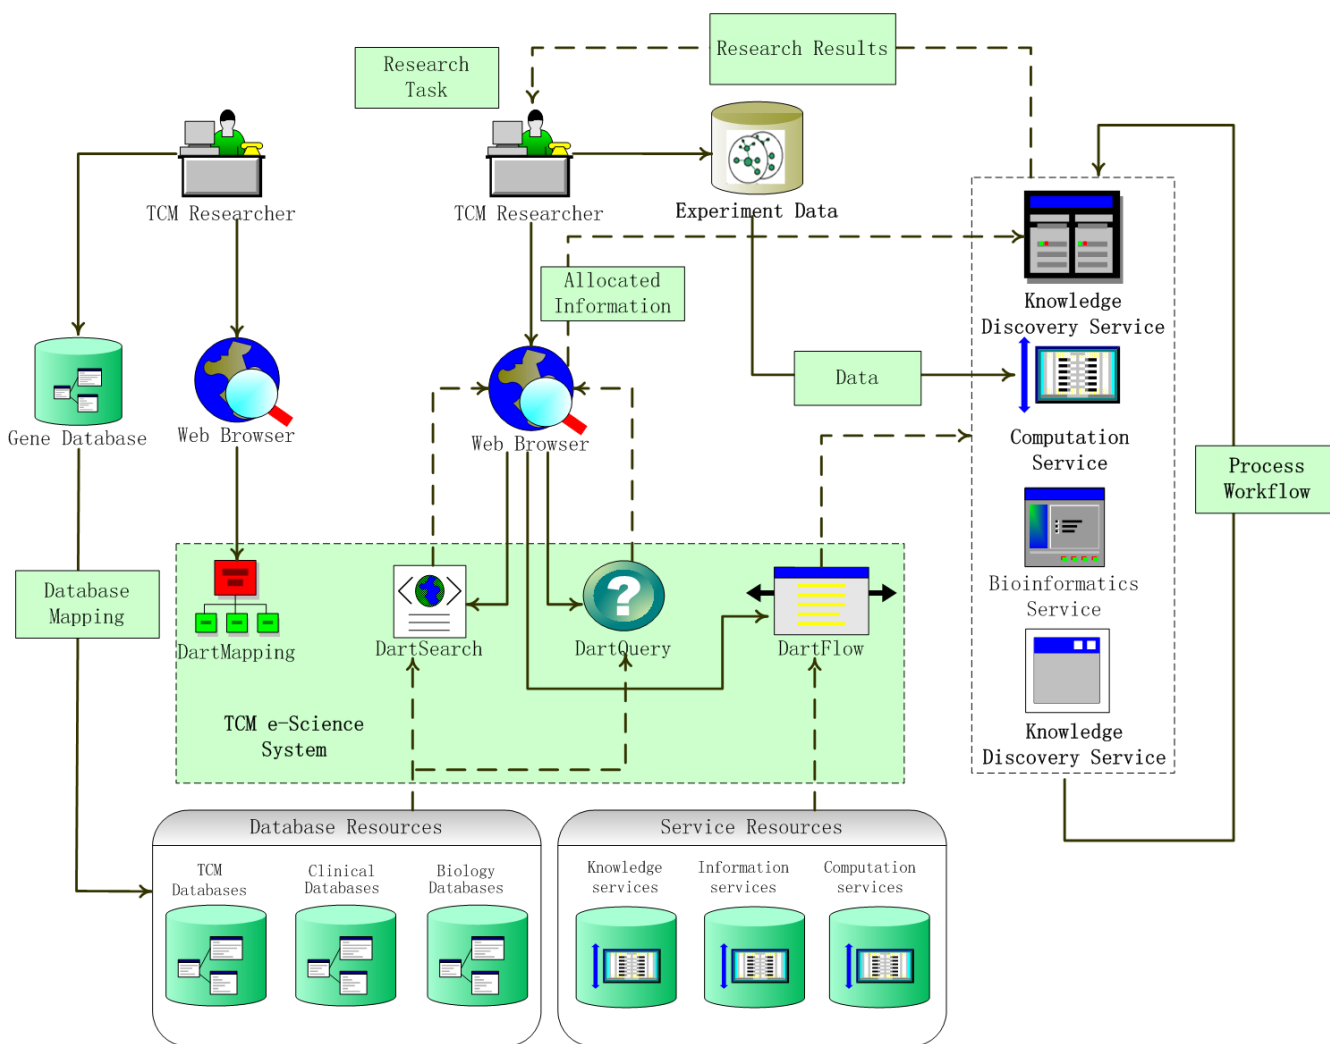 Research Results
Research
Task
TCM Researcher
TCM Researcher
Experiment Data
Allocated
Information
Knowledge
Discovery Service
Data
Gene Database
Web Browser
Web Browser
Computation
Service
Process
Workflow
Bioinformatics
Service
Database
Mapping
DartMapping
DartSearch
DartQuery
DartFlow
TCM e-Science
System
Knowledge
Discovery Service
Database Resources
TCM
Databases
Clinical
Databases
Biology
Databases
Service Resources
Knowledge
services
Information
services
Computation
services